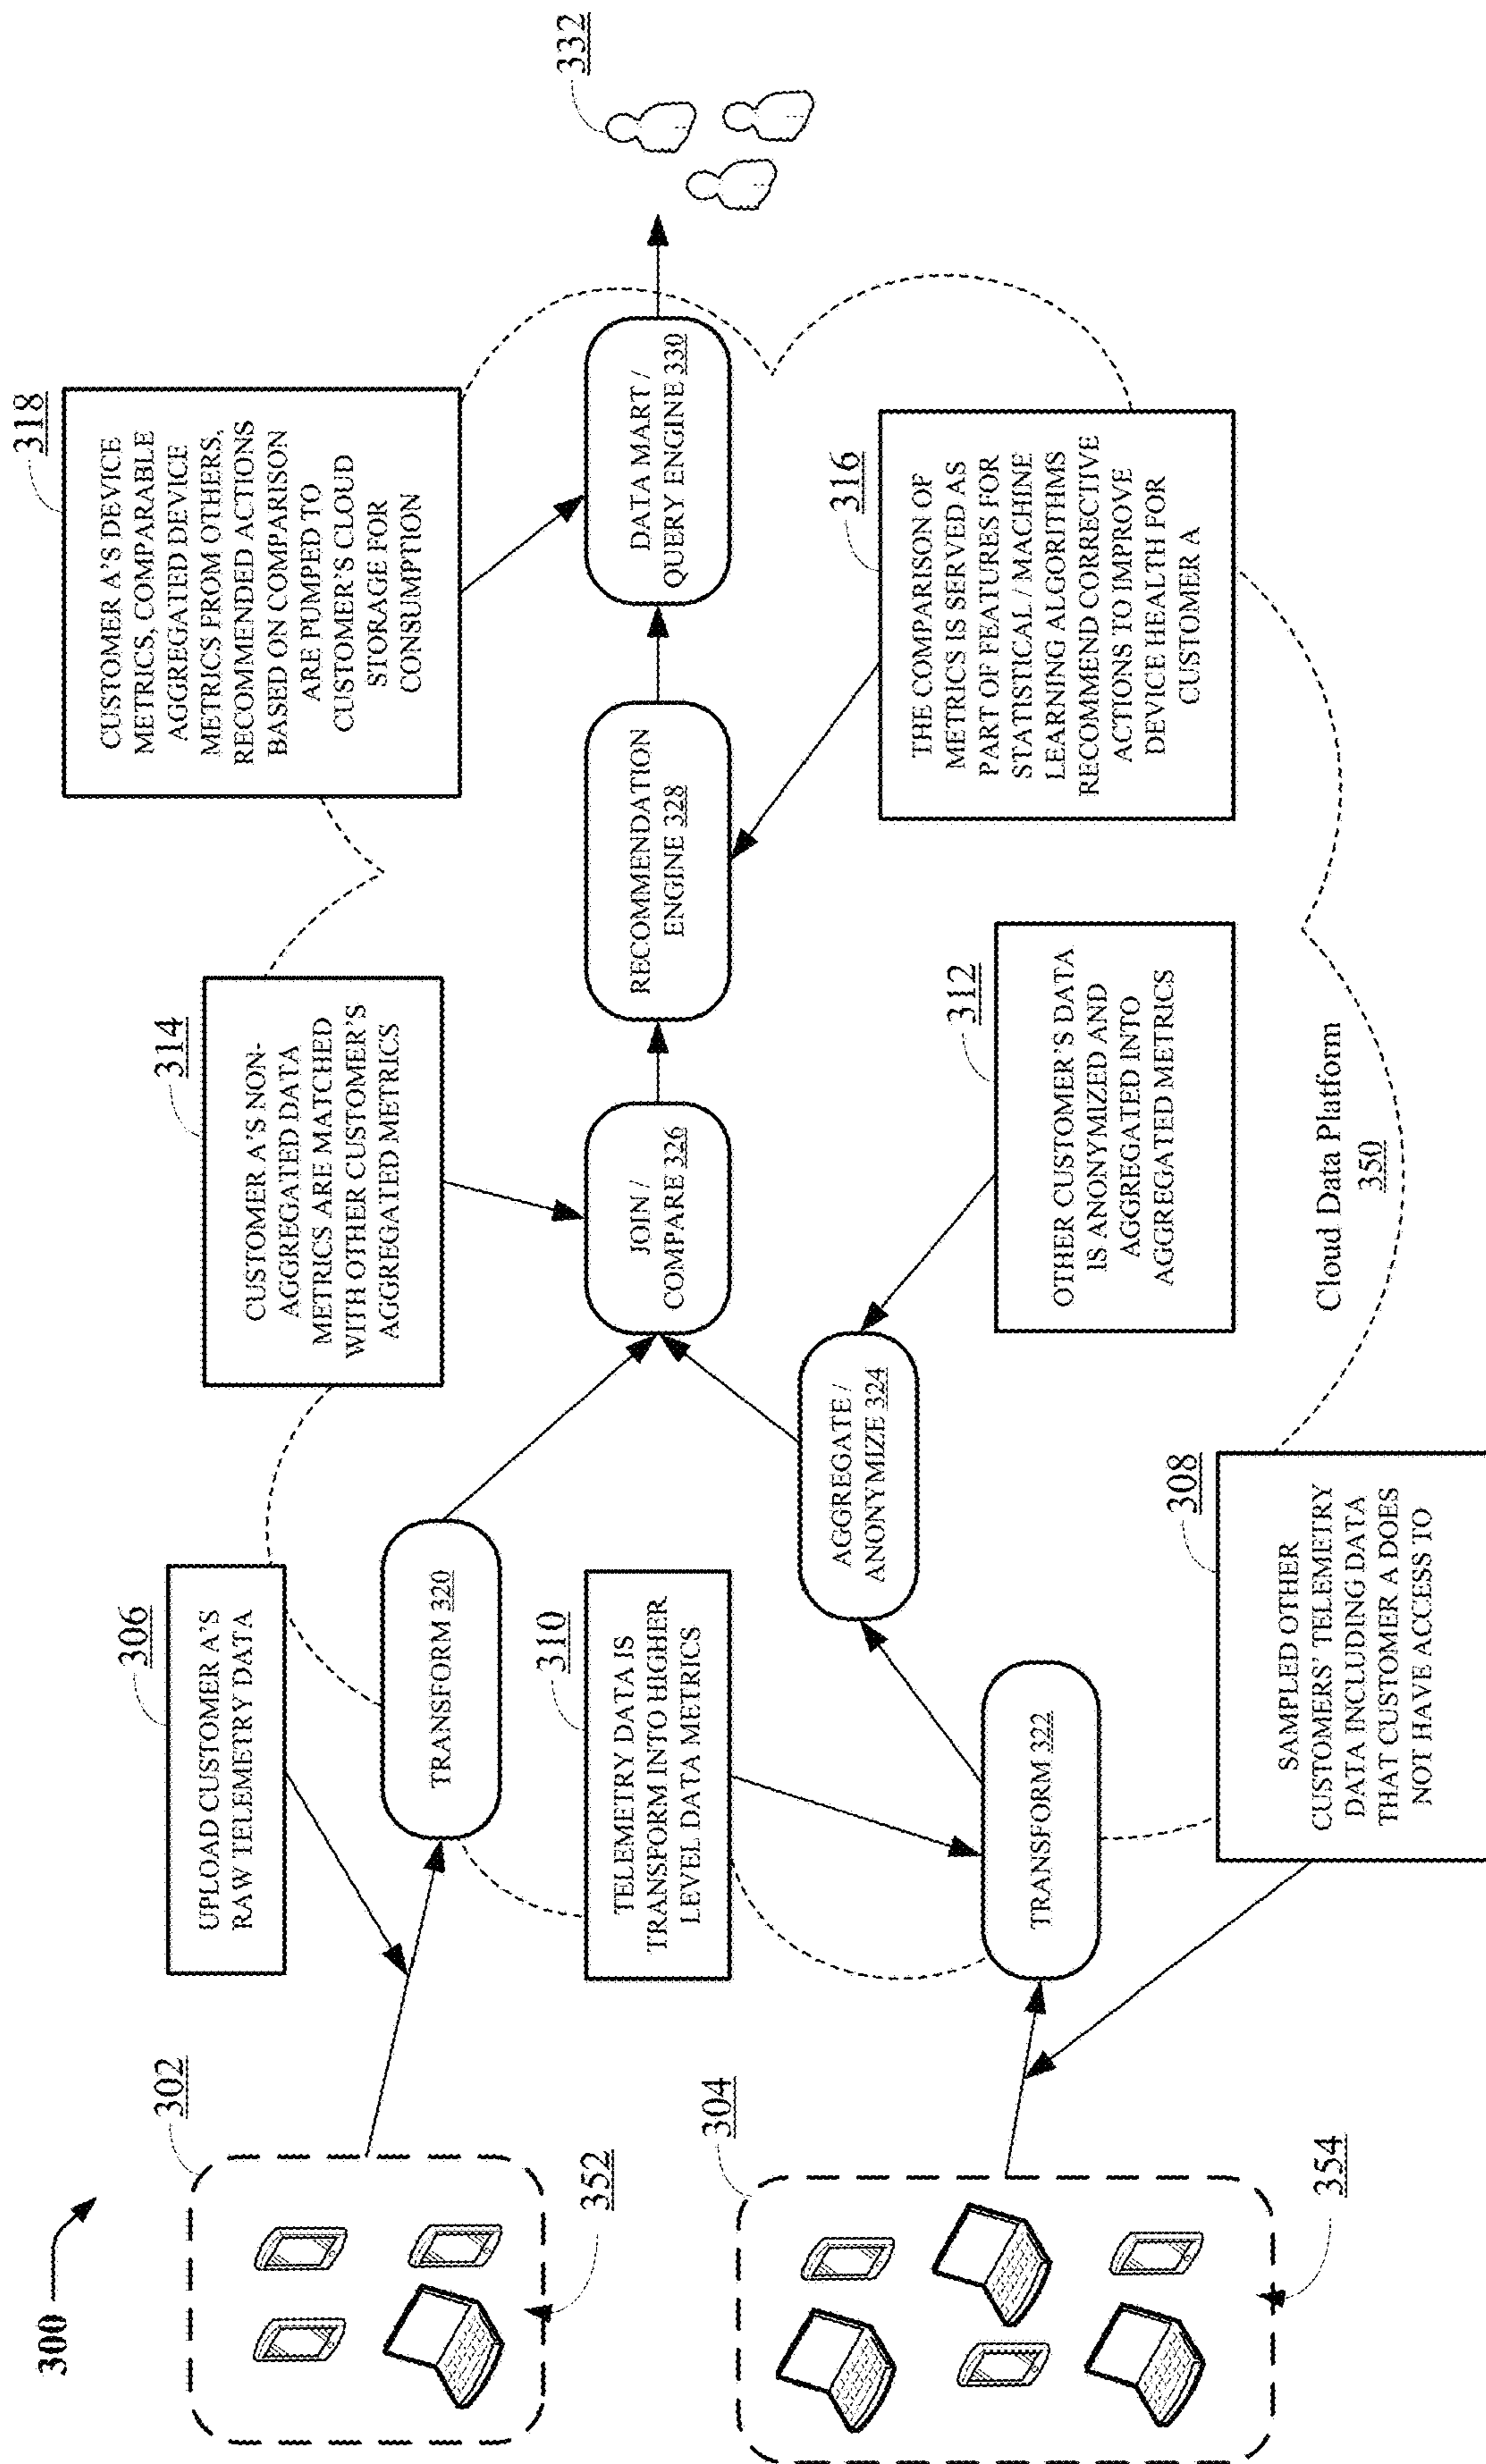 300
302
352
304
354
306
UPLOAD CUSTOMER A'S
RAW TELEMETRY DATA
TRANSFORM 320
310
TELEMETRY DATA IS
TRANSFORM INTO HIGHER
LEVEL DATA METRICS
TRANSFORM 322
308
SAMPLED OTHER
CUSTOMERS' TELEMETRY
DATA INCLUDING DATA
THAT CUSTOMER A DOES
NOT HAVE ACCESS TO
314
CUSTOMER A'S NON-
AGGREGATED DATA
METRICS ARE MATCHED
WITH OTHER CUSTOMER'S
AGGREGATED METRICS
JOIN /
COMPARE 326
AGGREGATE /
ANONYMIZE 324
312
OTHER CUSTOMER'S DATA
IS ANONYMIZED AND
AGGREGATED INTO
AGGREGATED METRICS
Cloud Data Platform
350
318
CUSTOMER A'S DEVICE
METRICS, COMPARABLE
AGGREGATED DEVICE
METRICS FROM OTHERS,
RECOMMENDED ACTIONS
BASED ON COMPARISON
ARE PUMPED TO
CUSTOMER'S CLOUD
STORAGE FOR
CONSUMPTION
RECOMMENDATION
ENGINE 328
DATA MART /
QUERY ENGINE 330
316
THE COMPARISON OF
METRICS IS SERVED AS
PART OF FEATURES FOR
STATISTICAL / MACHINE
LEARNING ALGORITHMS
RECOMMEND CORRECTIVE
ACTIONS TO IMPROVE
DEVICE HEALTH FOR
CUSTOMER A
332